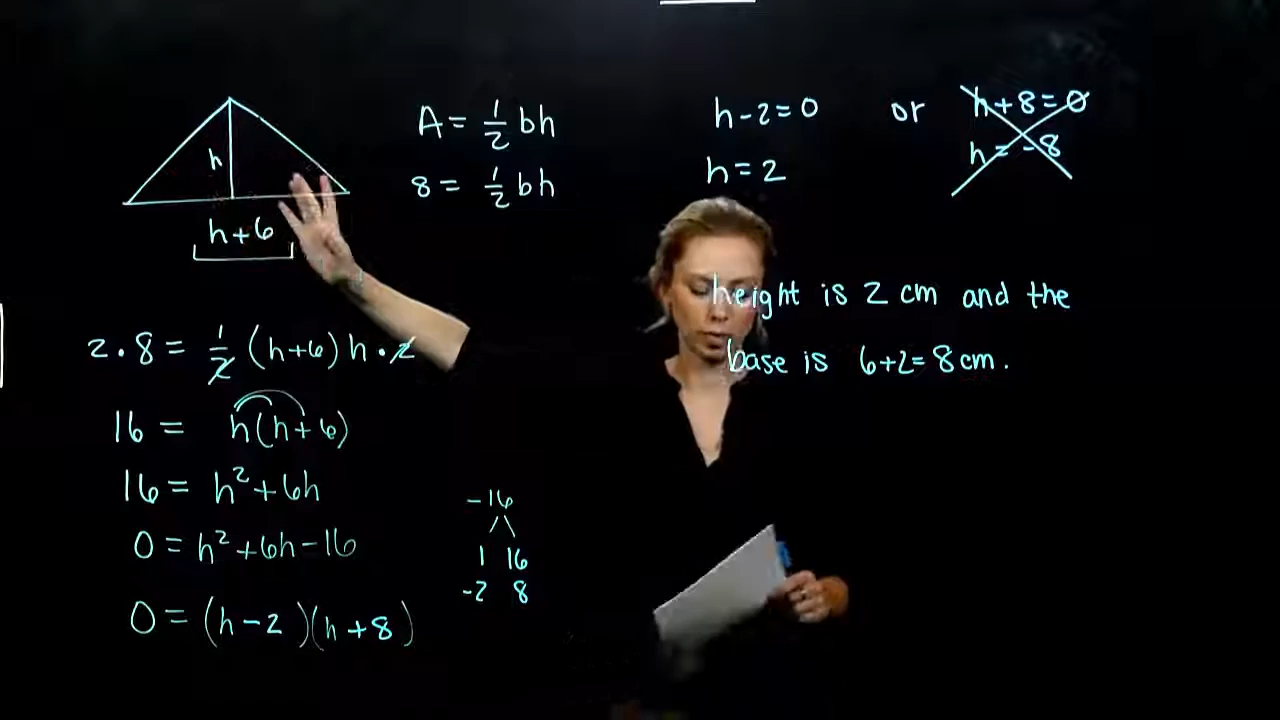 h
h+6
A = 1/2 bh
8 = 1/2 bh
2 · 8 = 1/2 (h+6) h · 2
16 = h(h+6)
16 = h² + 6h
0 = h² + 6h - 16
0 = (h - 2)(h + 8)
-16
1 16
-2 8
h - 2 = 0 or h + 8 = 0
h = 2 h = -8
height is 2 cm and the
base is 6+2 = 8 cm.